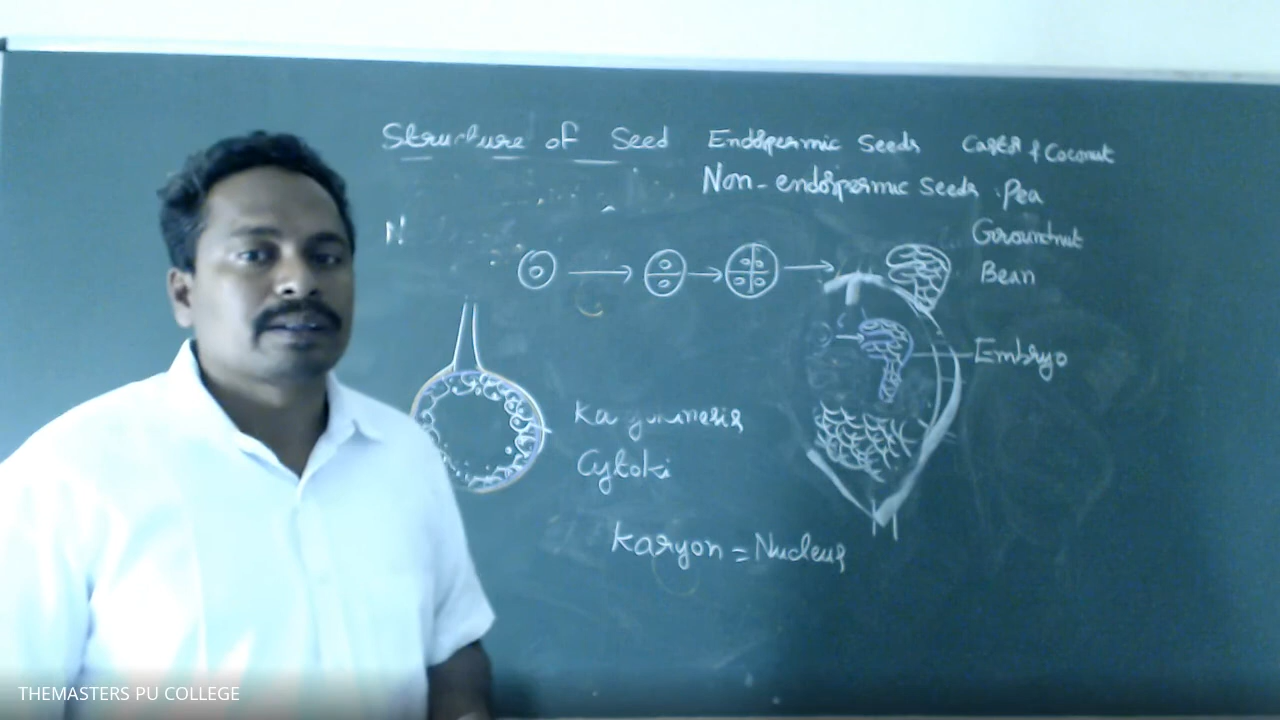 Structure of Seed Endospermic Seeds Castor & Coconut
Non-endospermic Seeds Pea
N
Groundnut
Bean
Embryo
Cytoki
Karyon = Nucleus
THEMASTERS PU COLLEGE